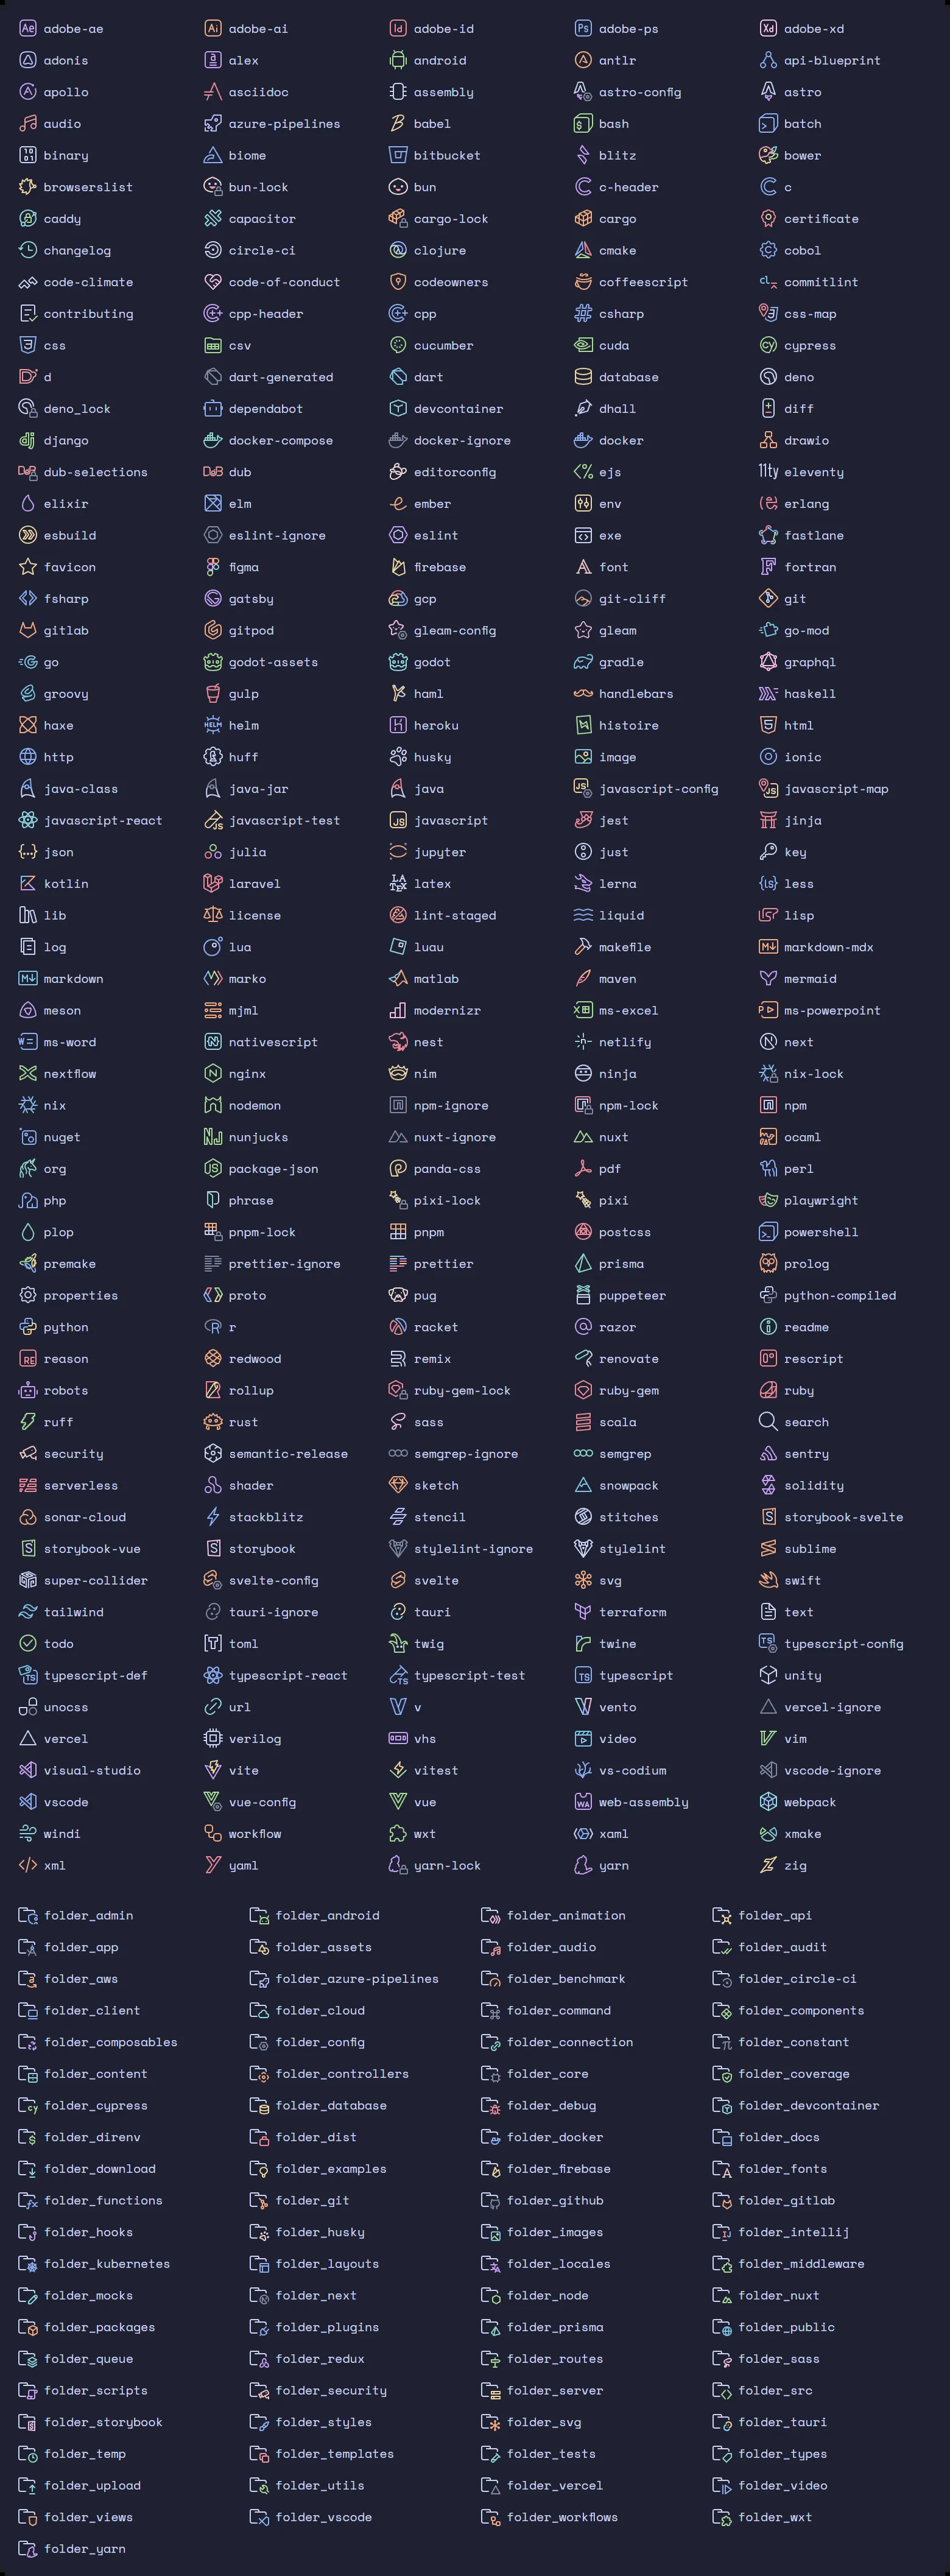 adobe-ae adobe-ai adobe-id adobe-ps adobe-xd
adonis alex android antlr api-blueprint
apollo asciidoc assembly astro-config astro
audio azure-pipelines babel bash batch
binary biome bitbucket blitz bower
browserslist bun-lock bun c-header c
caddy capacitor cargo-lock cargo certificate
changelog circle-ci clojure cmake cobol
code-climate code-of-conduct codeowners coffeescript commitlint
contributing cpp-header cpp csharp css-map
css csv cucumber cuda cypress
d dart-generated dart database deno
deno_lock dependabot devcontainer dhall diff
django docker-compose docker-ignore docker drawio
dub-selections dub editorconfig ejs eleventy
elixir elm ember env erlang
esbuild eslint-ignore eslint exe fastlane
favicon figma firebase font fortran
fsharp gatsby gcp git-cliff git
gitlab gitpod gleam-config gleam go-mod
go godot-assets godot gradle graphql
groovy gulp haml handlebars haskell
haxe helm heroku histoire html
http huff husky image ionic
java-class java-jar java javascript-config javascript-map
javascript-react javascript-test javascript jest jinja
json julia jupyter just key
kotlin laravel latex lerna less
lib license lint-staged liquid lisp
log lua luau makefile markdown-mdx
markdown marko matlab maven mermaid
meson mjml modernizr ms-excel ms-powerpoint
ms-word nativescript nest netlify next
nextflow nginx nim ninja nix-lock
nix nodemon npm-ignore npm-lock npm
nuget nunjucks nuxt-ignore nuxt ocaml
org package-json panda-css pdf perl
php phrase pixi-lock pixi playwright
plop pnpm-lock pnpm postcss powershell
premake prettier-ignore prettier prisma prolog
properties proto pug puppeteer python-compiled
python r racket razor readme
reason redwood remix renovate rescript
robots rollup ruby-gem-lock ruby-gem ruby
ruff rust sass scala search
security semantic-release semgrep-ignore semgrep sentry
serverless shader sketch snowpack solidity
sonar-cloud stackblitz stencil stitches storybook-svelte
storybook-vue storybook stylelint-ignore stylelint sublime
super-collider svelte-config svelte svg swift
tailwind tauri-ignore tauri terraform text
todo toml twig twine typescript-config
typescript-def typescript-react typescript-test typescript unity
unocss url v vento vercel-ignore
vercel verilog vhs video vim
visual-studio vite vitest vs-codium vscode-ignore
vscode vue-config vue web-assembly webpack
windi workflow wxt xaml xmake
xml yaml yarn-lock yarn zig
folder_admin folder_android folder_animation folder_api
folder_app folder_assets folder_audio folder_audit
folder_aws folder_azure-pipelines folder_benchmark folder_circle-ci
folder_client folder_cloud folder_command folder_components
folder_composables folder_config folder_connection folder_constant
folder_content folder_controllers folder_core folder_coverage
folder_cypress folder_database folder_debug folder_devcontainer
folder_direnv folder_dist folder_docker folder_docs
folder_download folder_examples folder_firebase folder_fonts
folder_functions folder_git folder_github folder_gitlab
folder_hooks folder_husky folder_images folder_intellij
folder_kubernetes folder_layouts folder_locales folder_middleware
folder_mocks folder_next folder_node folder_nuxt
folder_packages folder_plugins folder_prisma folder_public
folder_queue folder_redux folder_routes folder_sass
folder_scripts folder_security folder_server folder_src
folder_storybook folder_styles folder_svg folder_tauri
folder_temp folder_templates folder_tests folder_types
folder_upload folder_utils folder_vercel folder_video
folder_views folder_vscode folder_workflows folder_wxt
folder_yarn